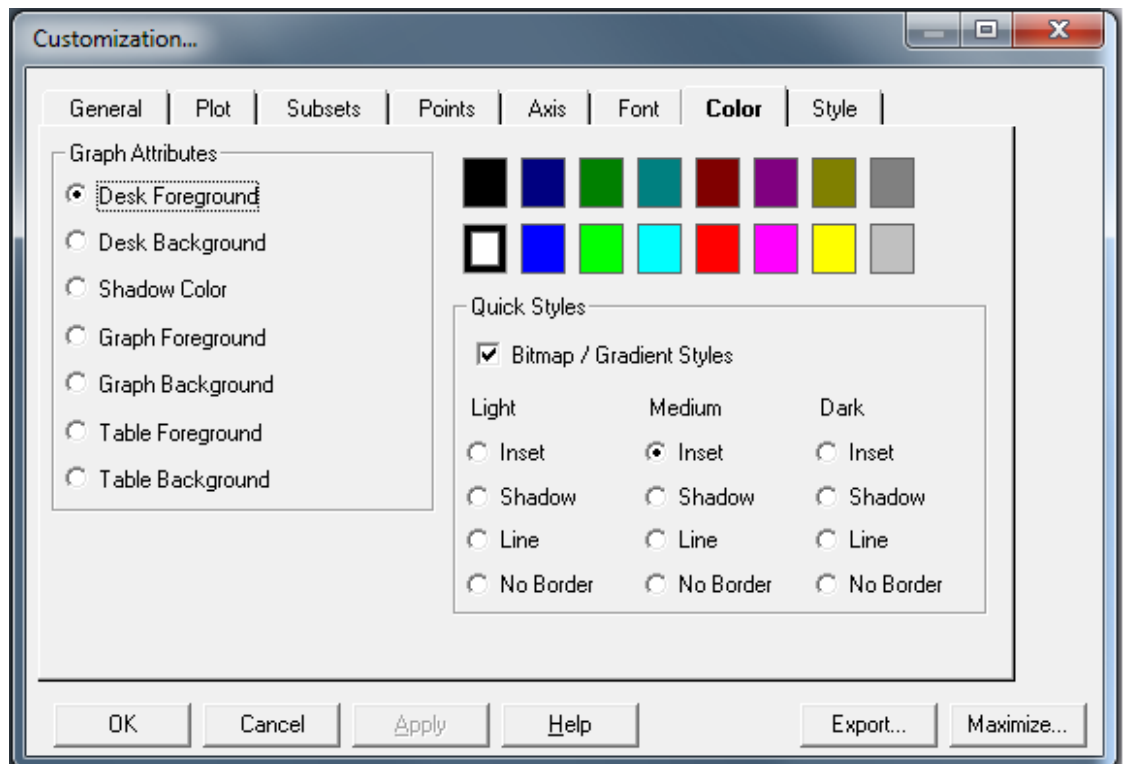 Customization...
General Plot Subsets Points Axis Font Color Style
Graph Attributes
Desk Foreground
Desk Background
Shadow Color
Graph Foreground
Graph Background
Table Foreground
Table Background
Quick Styles
Bitmap / Gradient Styles
Light Medium Dark
Inset Inset Inset
Shadow Shadow Shadow
Line Line Line
No Border No Border No Border
OK Cancel Apply Help Export... Maximize...